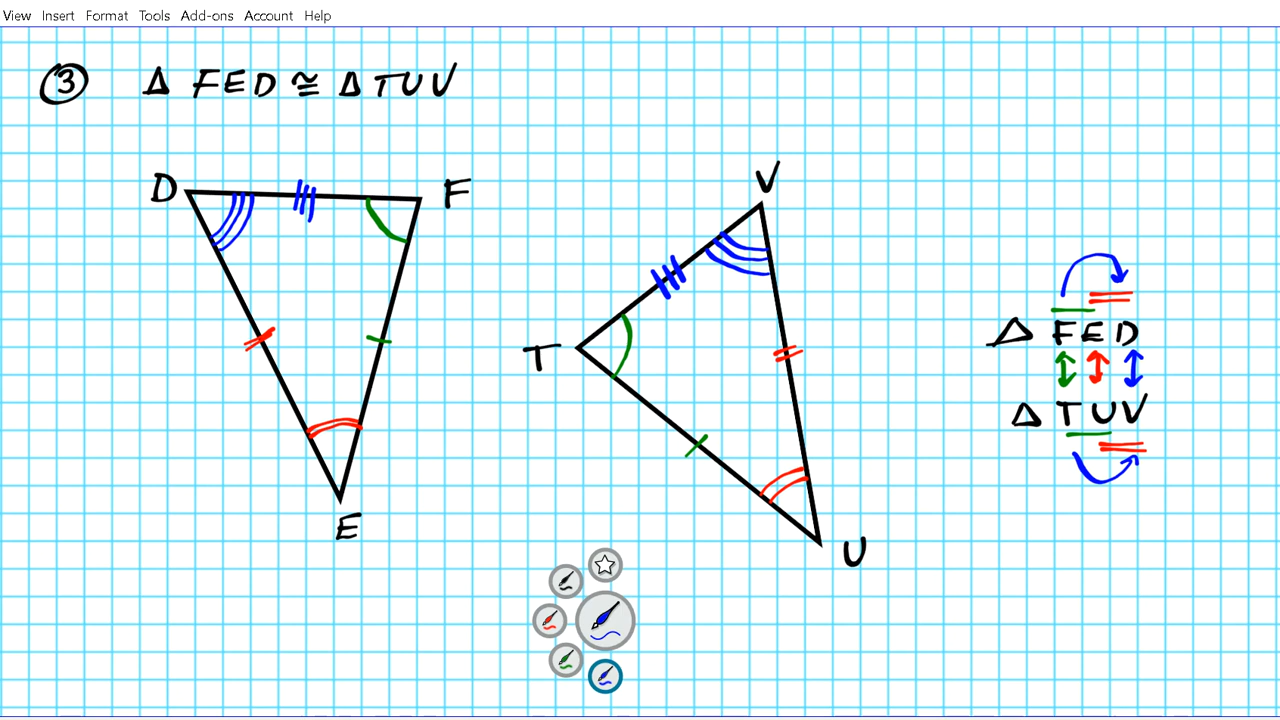 View Insert Format Tools Add-ons Account Help
③ Δ FED ≅ Δ TUV
D F
V
T
E
U
Δ FED
Δ TUV